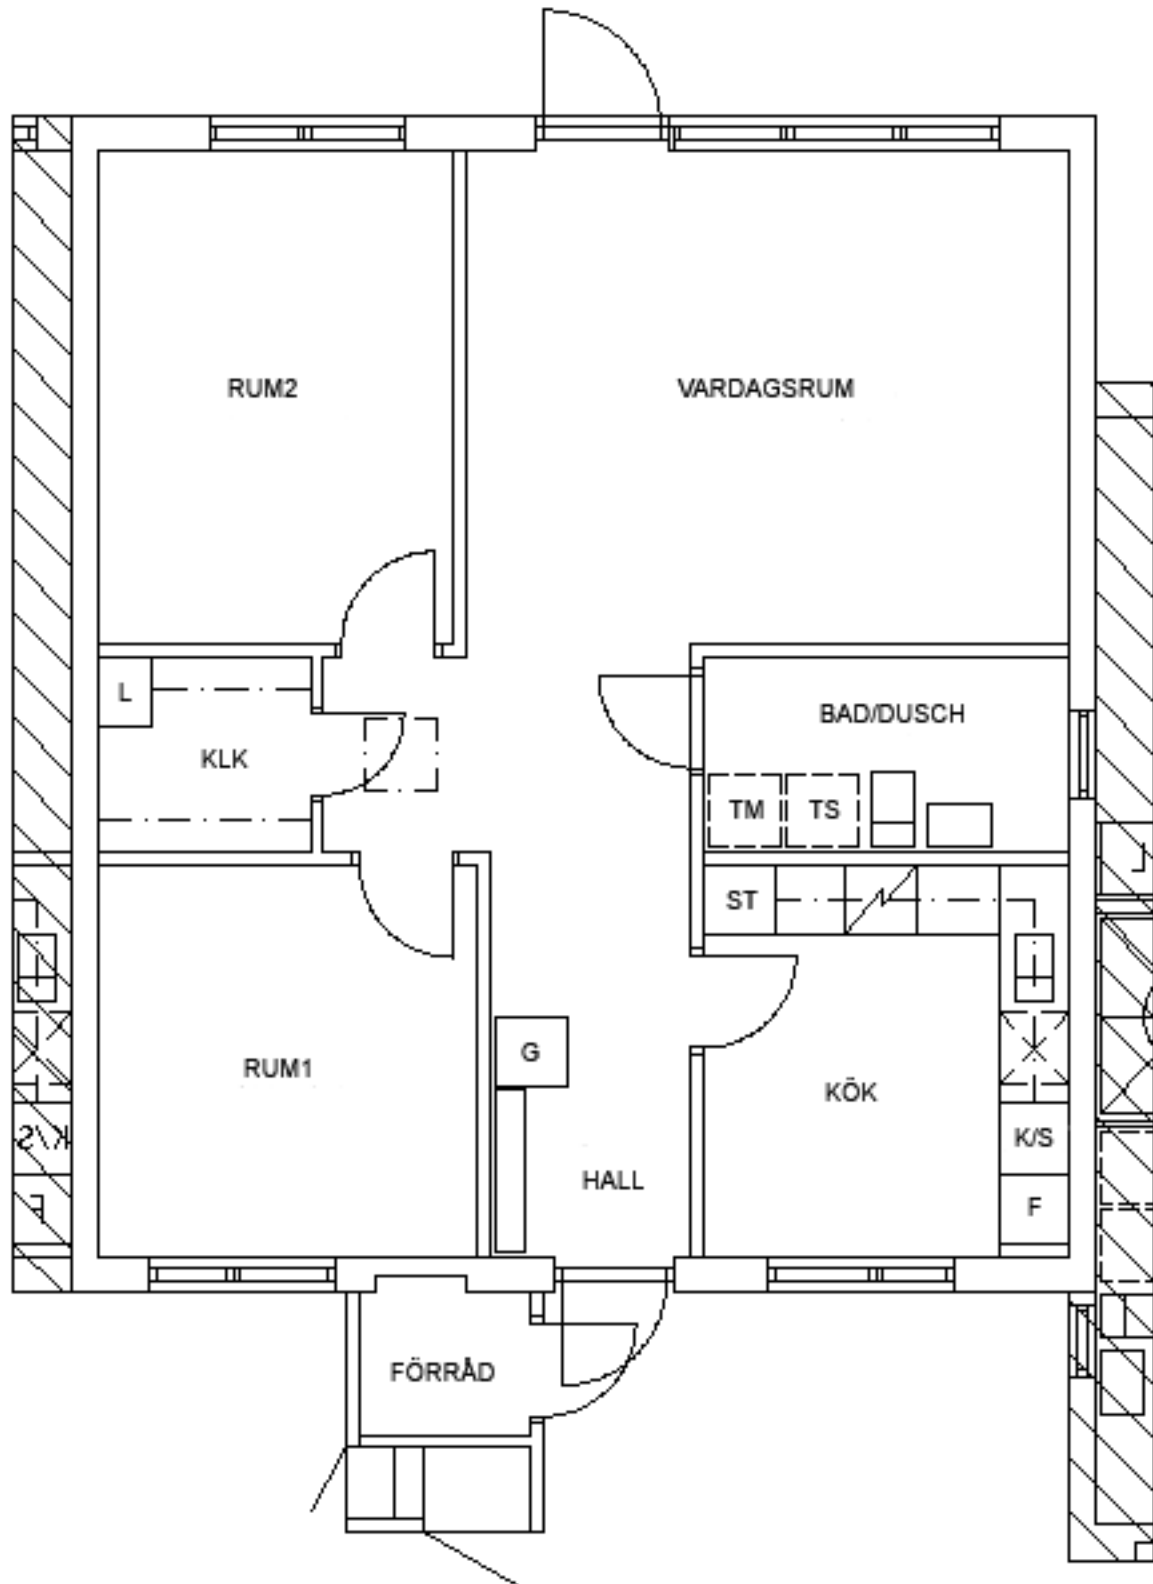 RUM2
VARDAGSRUM
L
BAD/DUSCH
KLK
TM
TS
L
ST
G
RUM1
KÖK
K/S
K/S
HALL
F
F
FÖRRÅD